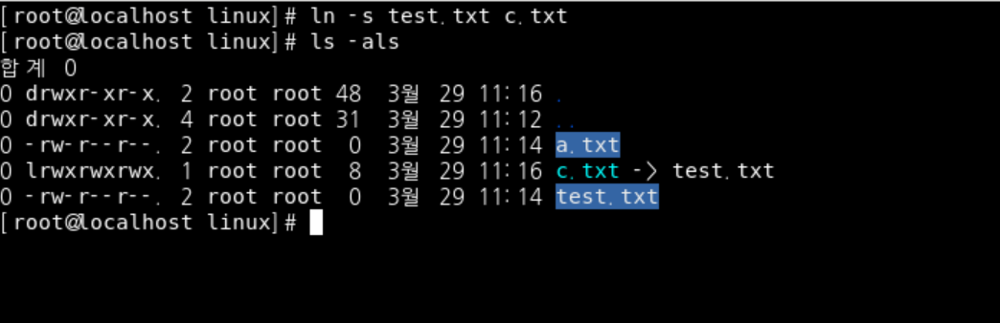 [root@localhost linux]# ln -s test.txt c.txt
[root@localhost linux]# ls -als
합계 0
0 drwxr-xr-x. 2 root root 48  3월 29 11:16 .
0 drwxr-xr-x. 4 root root 31  3월 29 11:12 ..
0 -rw-r--r--. 2 root root  0  3월 29 11:14 a.txt
0 lrwxrwxrwx. 1 root root  8  3월 29 11:16 c.txt -> test.txt
0 -rw-r--r--. 2 root root  0  3월 29 11:14 test.txt
[root@localhost linux]#